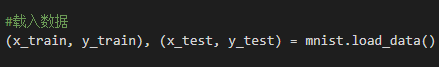 #载入数据
(x_train, y_train), (x_test, y_test) = mnist.load_data()